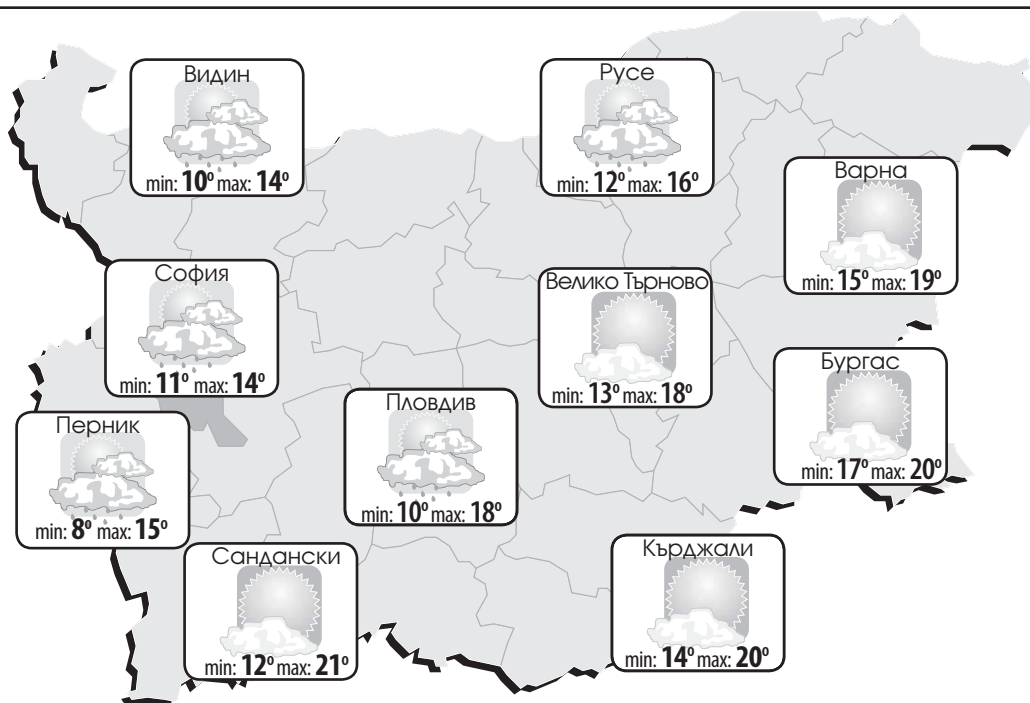 Видин
min: 10° max: 14°
Русе
min: 12° max: 16°
Варна
min: 15° max: 19°
София
min: 11° max: 14°
Велико Търново
min: 13° max: 18°
Бургас
min: 17° max: 20°
Пловдив
min: 10° max: 18°
Перник
min: 8° max: 15°
Сандански
min: 12° max: 21°
Кърджали
min: 14° max: 20°